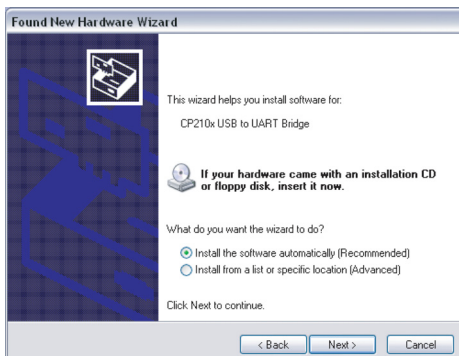 Found New Hardware Wizard
This wizard helps you install software for:
CP210x USB to UART Bridge
If your hardware came with an installation CD
or floppy disk, insert it now.
What do you want the wizard to do?
Install the software automatically (Recommended)
Install from a list or specific location (Advanced)
Click Next to continue.
< Back Next > Cancel